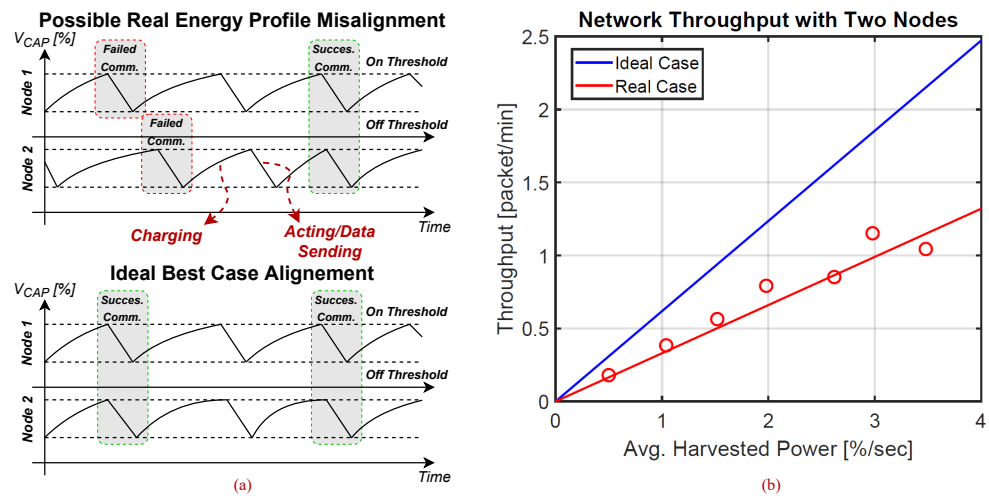 Possible Real Energy Profile Misalignment
V_CAP [%]
Failed
Comm.
Succes.
Comm.
On Threshold
Node 1
Off Threshold
Failed
Comm.
Node 2
Time
Charging
Acting/Data
Sending
Ideal Best Case Alignement
V_CAP [%]
Succes.
Comm.
Succes.
Comm.
On Threshold
Node 1
Off Threshold
Node 2
Time
(a)
Network Throughput with Two Nodes
Ideal Case
Real Case
Throughput [packet/min]
2.5
2
1.5
1
0.5
0
0
1
2
3
4
Avg. Harvested Power [%/sec]
(b)